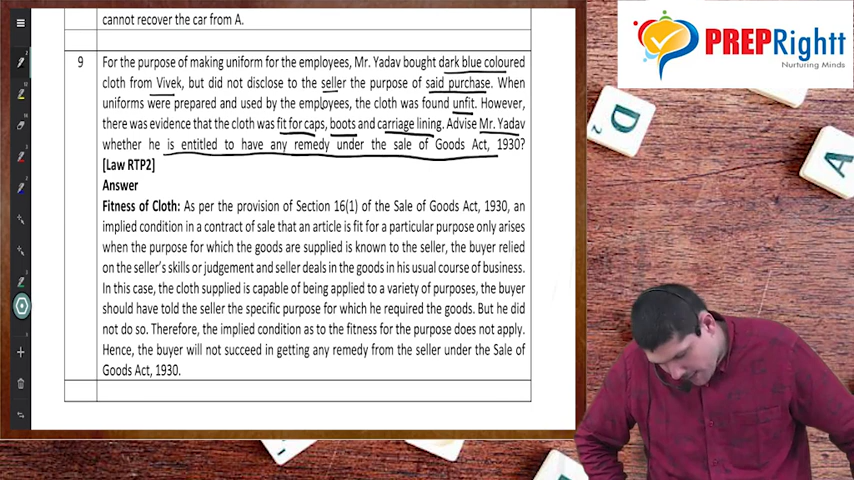 cannot recover the car from A.
9
For the purpose of making uniform for the employees, Mr. Yadav bought dark blue coloured
cloth from Vivek, but did not disclose to the seller the purpose of said purchase. When
uniforms were prepared and used by the employees, the cloth was found unfit. However,
there was evidence that the cloth was fit for caps, boots and carriage lining. Advise Mr. Yadav
whether he is entitled to have any remedy under the sale of Goods Act, 1930?
[Law RTP2]
Answer
Fitness of Cloth: As per the provision of Section 16(1) of the Sale of Goods Act, 1930, an
implied condition in a contract of sale that an article is fit for a particular purpose only arises
when the purpose for which the goods are supplied is known to the seller, the buyer relied
on the seller's skills or judgement and seller deals in the goods in his usual course of business.
In this case, the cloth supplied is capable of being applied to a variety of purposes, the buyer
should have told the seller the specific purpose for which he required the goods. But he did
not do so. Therefore, the implied condition as to the fitness for the purpose does not apply.
Hence, the buyer will not succeed in getting any remedy from the seller under the Sale of
Goods Act, 1930.
PREPRightt
Nurturing Minds
D
2
A